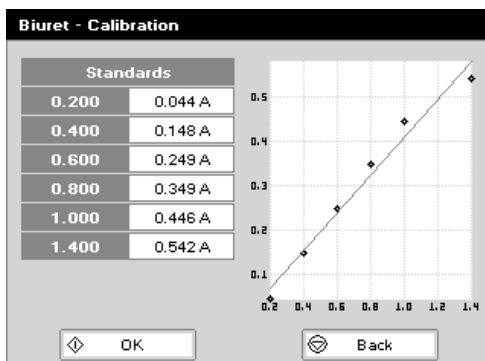 Biuret - Calibration
Standards
0.200 0.044 A
0.400 0.148 A
0.600 0.249 A
0.800 0.349 A
1.000 0.446 A
1.400 0.542 A
0.5
0.4
0.3
0.2
0.1
0.2 0.4 0.6 0.8 1.0 1.2 1.4
OK
Back